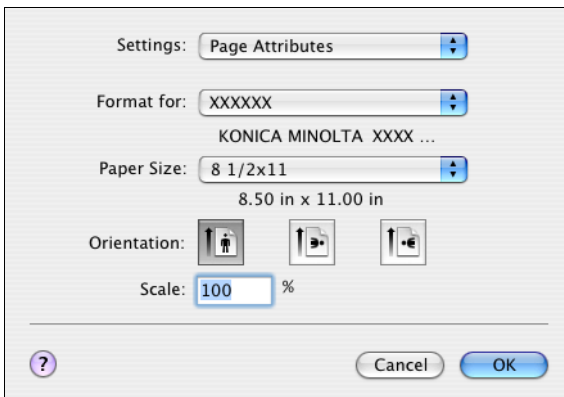 Settings: Page Attributes
Format for: XXXXXX
KONICA MINOLTA XXXX ...
Paper Size: 8 1/2x11
8.50 in x 11.00 in
Orientation:
Scale: 100 %
? Cancel OK